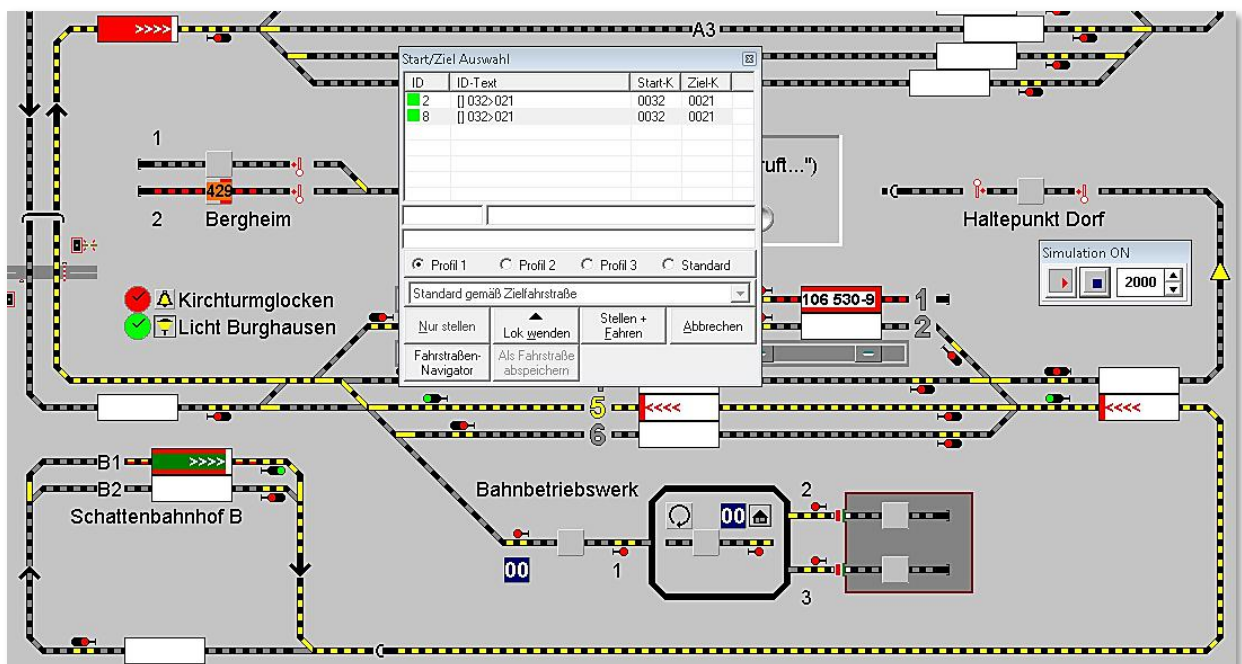 >>>>
A3
Start/Ziel Auswahl
ID ID-Text Start-K Ziel-K
2 [] 032>021 0032 0021
8 [] 032>021 0032 0021
1
429
2 Bergheim
uft...")
Haltepunkt Dorf
Simulation ON
2000
Profil 1 Profil 2 Profil 3 Standard
Standard gemäß Zielfahrstraße
Nur stellen Lok wenden Stellen + Fahren Abbrechen
Fahrstraßen-Navigator Als Fahrstraße abspeichern
Kirchturmglocken
Licht Burghausen
106 530-9 1
2
5 <<<< <<<<
6
B1 >>>>
B2
Schattenbahnhof B
Bahnbetriebswerk
00
2
00
1
3